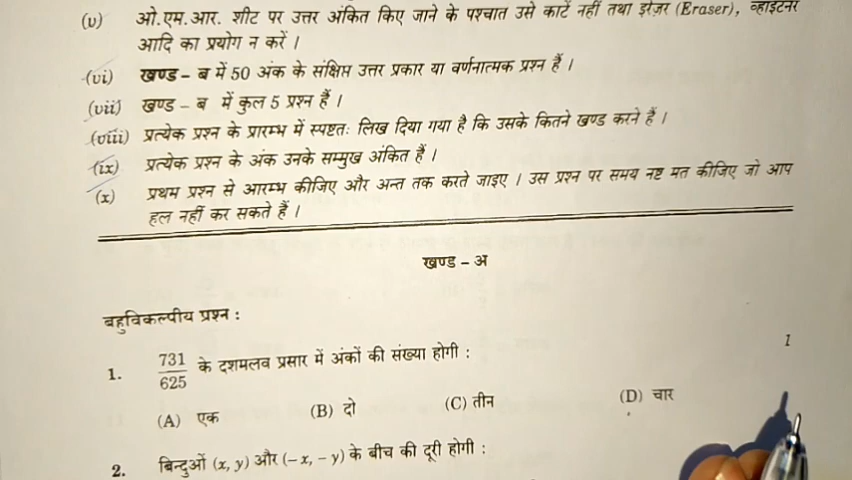 (v) ओ.एम.आर. शीट पर उत्तर अंकित किए जाने के पश्चात उसे काटें नहीं तथा इरेज़र (Eraser), व्हाइटनर
आदि का प्रयोग न करें ।
(vi) खण्ड – ब में 50 अंक के संक्षिप्त उत्तर प्रकार या वर्णनात्मक प्रश्न हैं ।
(vii) खण्ड – ब में कुल 5 प्रश्न हैं ।
(viii) प्रत्येक प्रश्न के प्रारम्भ में स्पष्टतः लिख दिया गया है कि उसके कितने खण्ड करने हैं ।
(ix) प्रत्येक प्रश्न के अंक उनके सम्मुख अंकित हैं ।
(x) प्रथम प्रश्न से आरम्भ कीजिए और अन्त तक करते जाइए । उस प्रश्न पर समय नष्ट मत कीजिए जो आप
हल नहीं कर सकते हैं ।
खण्ड – अ
बहुविकल्पीय प्रश्न :
1. 731/625 के दशमलव प्रसार में अंकों की संख्या होगी : 1
(A) एक (B) दो (C) तीन (D) चार
2. बिन्दुओं (x, y) और (–x, –y) के बीच की दूरी होगी :